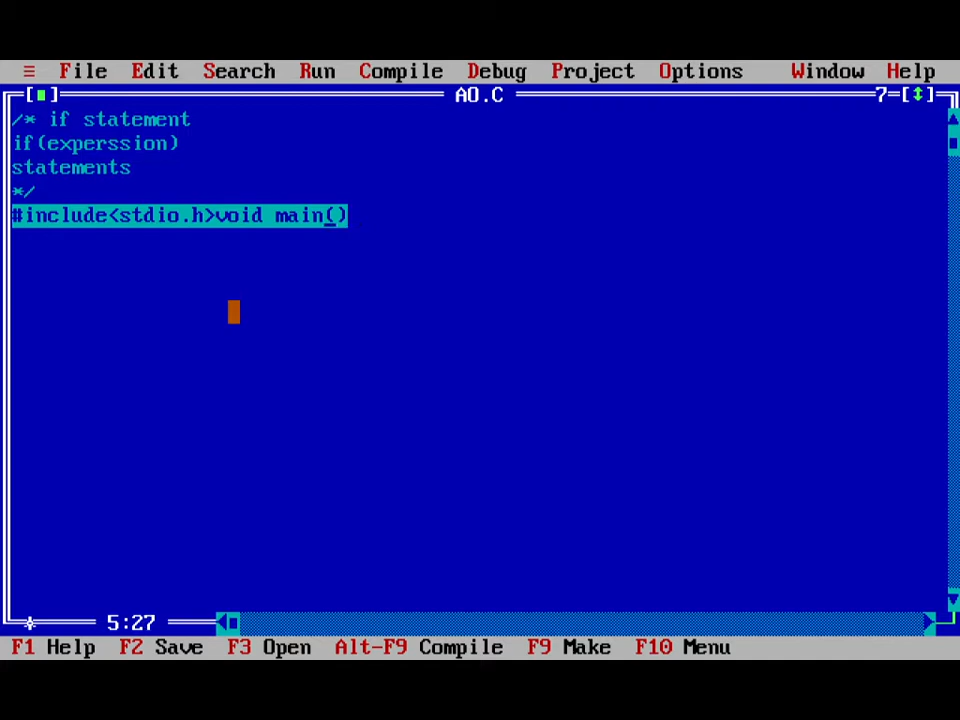 ≡ File Edit Search Run Compile Debug Project Options Window Help
[■] AO.C 7=[↕]
/* if statement
if(experssion)
statements
*/
#include<stdio.h>void main()
* 5:27
F1 Help F2 Save F3 Open Alt-F9 Compile F9 Make F10 Menu